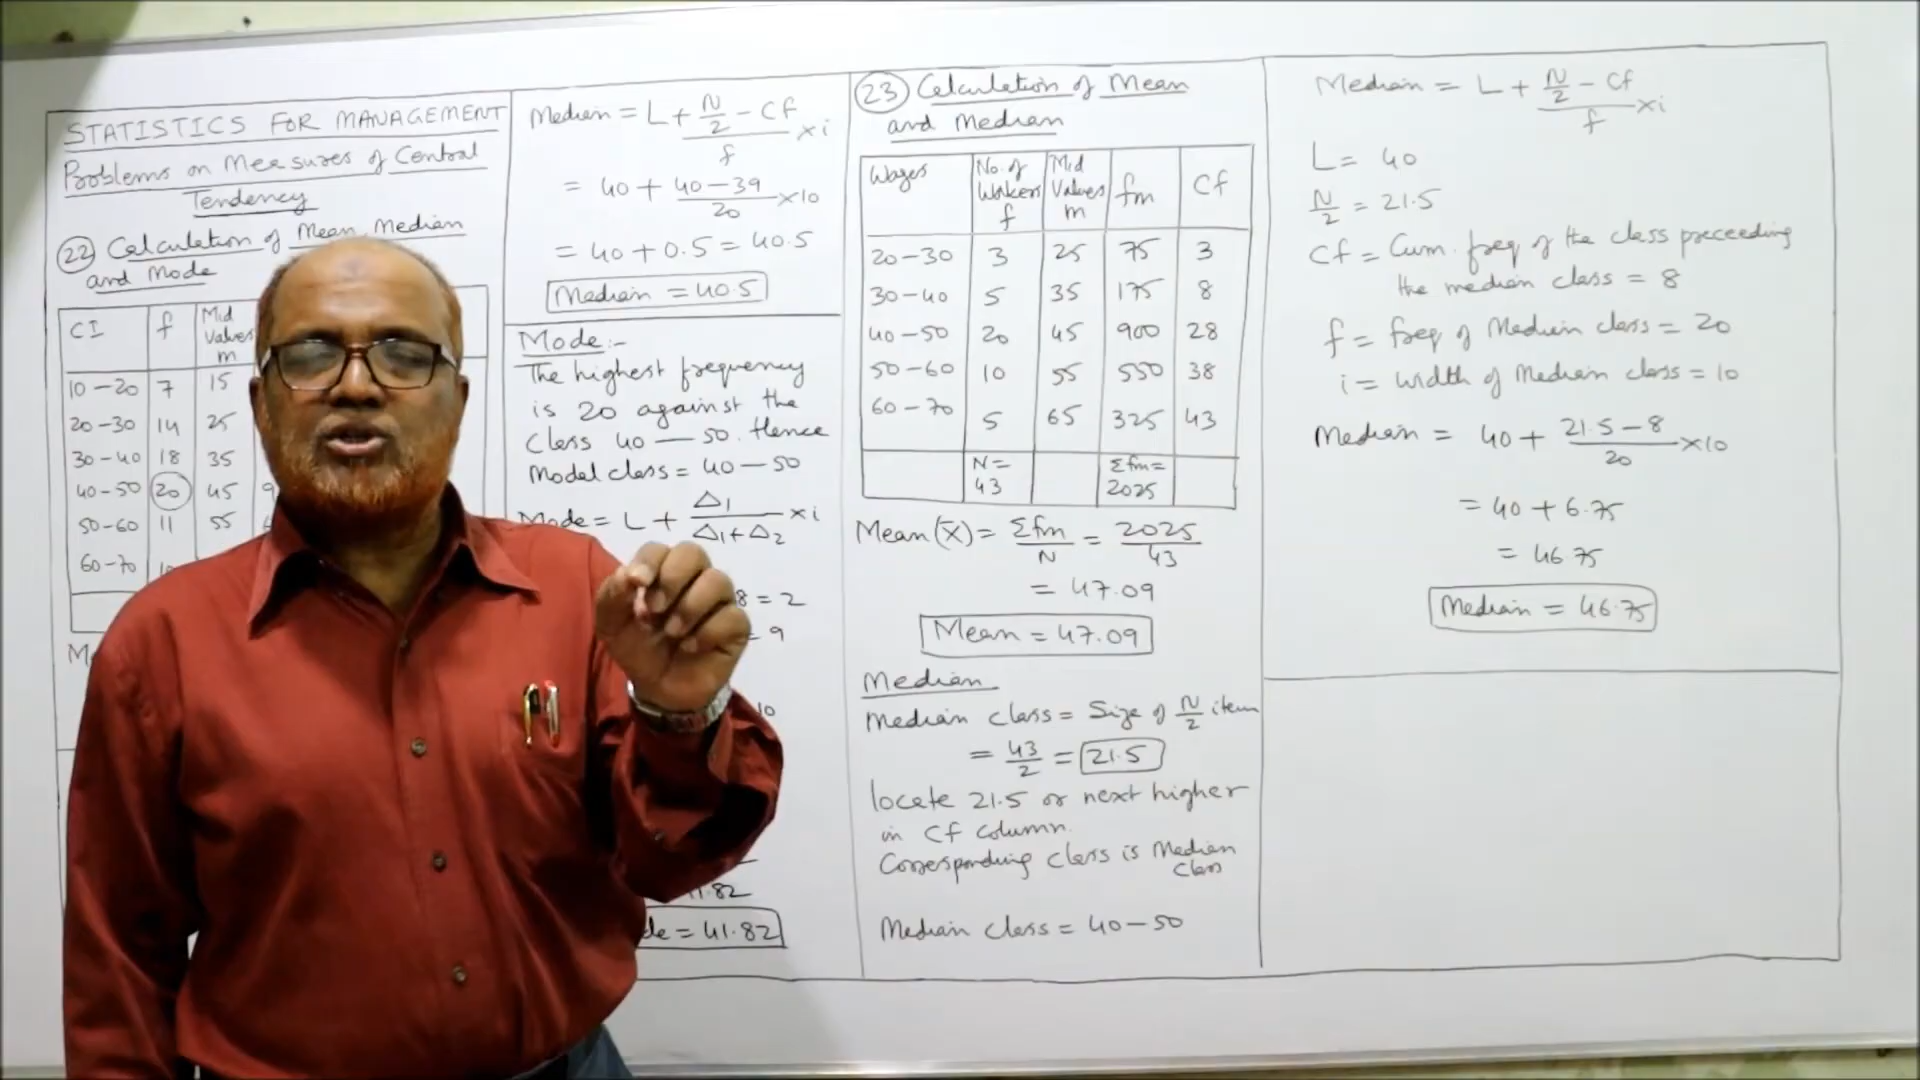 STATISTICS FOR MANAGEMENT
Problems on Measures of Central
Tendency
22 Calculation of Mean, Median
and Mode
CI f Mid Values m
10-20 7 15
20-30 14 25
30-40 18 35
40-50 20 45 9
50-60 11 55
60-70
Median = L + N/2 - Cf / f × i
= 40 + 40-39 / 20 ×10
= 40 + 0.5 = 40.5
Median = 40.5
Mode:-
The highest frequency
is 20 against the
class 40 — 50. Hence
Modal class = 40 — 50
Mode = L + Δ1 / Δ1+Δ2 × i
8 = 2
= 9
10
41.82
de = 41.82
23 Calculation of Mean
and Median
Wages No. of Workers f Mid Values m fm Cf
20-30 3 25 75 3
30-40 5 35 175 8
40-50 20 45 900 28
50-60 10 55 550 38
60-70 5 65 325 43
N = 43 Σfm = 2025
Mean (x̄) = Σfm / N = 2025 / 43
= 47.09
Mean = 47.09
Median
Median class = Size of N/2 item
= 43/2 = 21.5
locate 21.5 or next higher
in Cf column.
Corresponding class is Median
Class
Median class = 40-50
Median = L + N/2 - Cf / f × i
L = 40
N/2 = 21.5
Cf = Cum. freq of the class preceeding
the median class = 8
f = freq of Median class = 20
i = width of Median class = 10
Median = 40 + 21.5-8 / 20 ×10
= 40 + 6.75
= 46.75
Median = 46.75